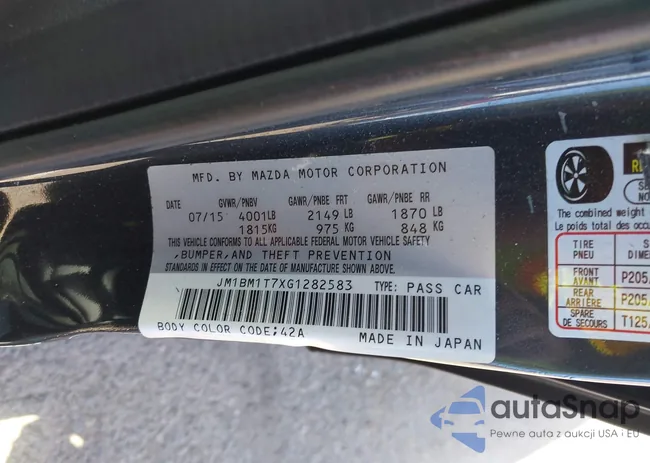 MFD. BY MAZDA MOTOR CORPORATION
DATE GVWR/PNBV GAWR/PNBE FRT GAWR/PNBE RR
07/15 4001LB 2149 LB 1870 LB
1815KG 975 KG 848 KG
THIS VEHICLE CONFORMS TO ALL APPLICABLE FEDERAL MOTOR VEHICLE SAFETY
,BUMPER,AND THEFT PREVENTION
STANDARDS IN EFFECT ON THE DATE OF MANUFACTURE SHOWN ABOVE.
JM1BM1T7XG1282583 TYPE: PASS CAR
BODY COLOR CODE;42A MADE IN JAPAN
The combined weight
Le poids total des occu
TIRE
PNEU
FRONT
AVANT P205
REAR
ARRIÈRE P205
SPARE
DE SECOURS T125
autoSnap
Pewne auta z aukcji USA i EU